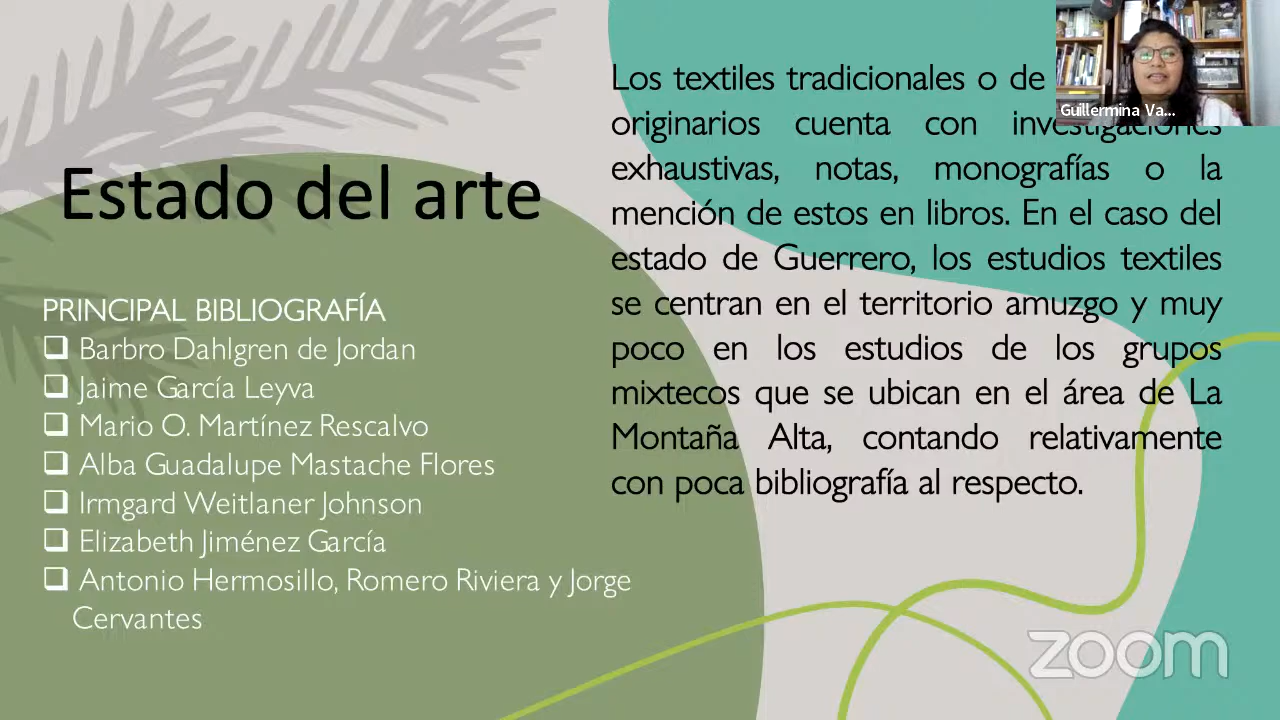 Estado del arte
PRINCIPAL BIBLIOGRAFÍA
Barbro Dahlgren de Jordan
Jaime García Leyva
Mario O. Martínez Rescalvo
Alba Guadalupe Mastache Flores
Irmgard Weitlaner Johnson
Elizabeth Jiménez García
Antonio Hermosillo, Romero Riviera y Jorge
Cervantes
Los textiles tradicionales o de
originarios cuenta con investigaciones
exhaustivas, notas, monografías o la
mención de estos en libros. En el caso del
estado de Guerrero, los estudios textiles
se centran en el territorio amuzgo y muy
poco en los estudios de los grupos
mixtecos que se ubican en el área de La
Montaña Alta, contando relativamente
con poca bibliografía al respecto.
Guillermina Va...
zoom